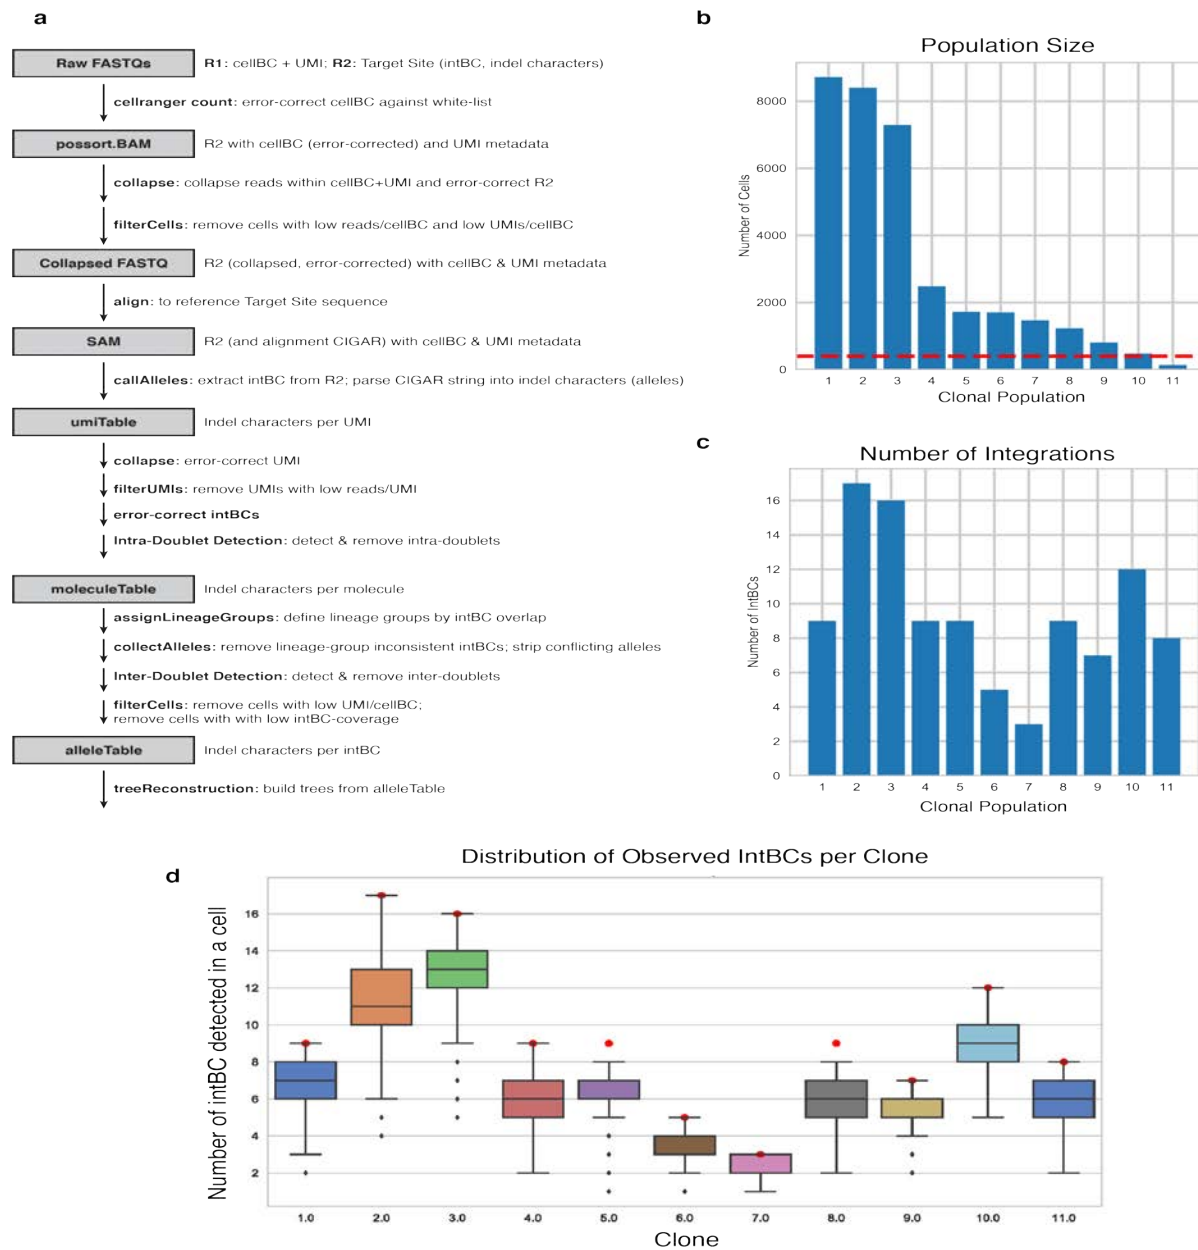 a
Raw FASTQs
R1: cellBC + UMI; R2: Target Site (intBC, indel characters)
cellranger count: error-correct cellBC against white-list
possort.BAM
R2 with cellBC (error-corrected) and UMI metadata
collapse: collapse reads within cellBC+UMI and error-correct R2
filterCells: remove cells with low reads/cellBC and low UMIs/cellBC
Collapsed FASTQ
R2 (collapsed, error-corrected) with cellBC & UMI metadata
align: to reference Target Site sequence
SAM
R2 (and alignment CIGAR) with cellBC & UMI metadata
callAlleles: extract intBC from R2; parse CIGAR string into indel characters (alleles)
umiTable
Indel characters per UMI
collapse: error-correct UMI
filterUMIs: remove UMIs with low reads/UMI
error-correct intBCs
Intra-Doublet Detection: detect & remove intra-doublets
moleculeTable
Indel characters per molecule
assignLineageGroups: define lineage groups by intBC overlap
collectAlleles: remove lineage-group inconsistent intBCs; strip conflicting alleles
Inter-Doublet Detection: detect & remove inter-doublets
filterCells: remove cells with low UMI/cellBC;
remove cells with with low intBC-coverage
alleleTable
Indel characters per intBC
treeReconstruction: build trees from alleleTable
b
Population Size
Number of Cells
8000
6000
4000
2000
0
1 2 3 4 5 6 7 8 9 10 11
Clonal Population
c
Number of Integrations
Number of IntBCs
16
14
12
10
8
6
4
2
0
1 2 3 4 5 6 7 8 9 10 11
Clonal Population
d
Distribution of Observed IntBCs per Clone
Number of intBC detected in a cell
16
14
12
10
8
6
4
2
1.0 2.0 3.0 4.0 5.0 6.0 7.0 8.0 9.0 10.0 11.0
Clone